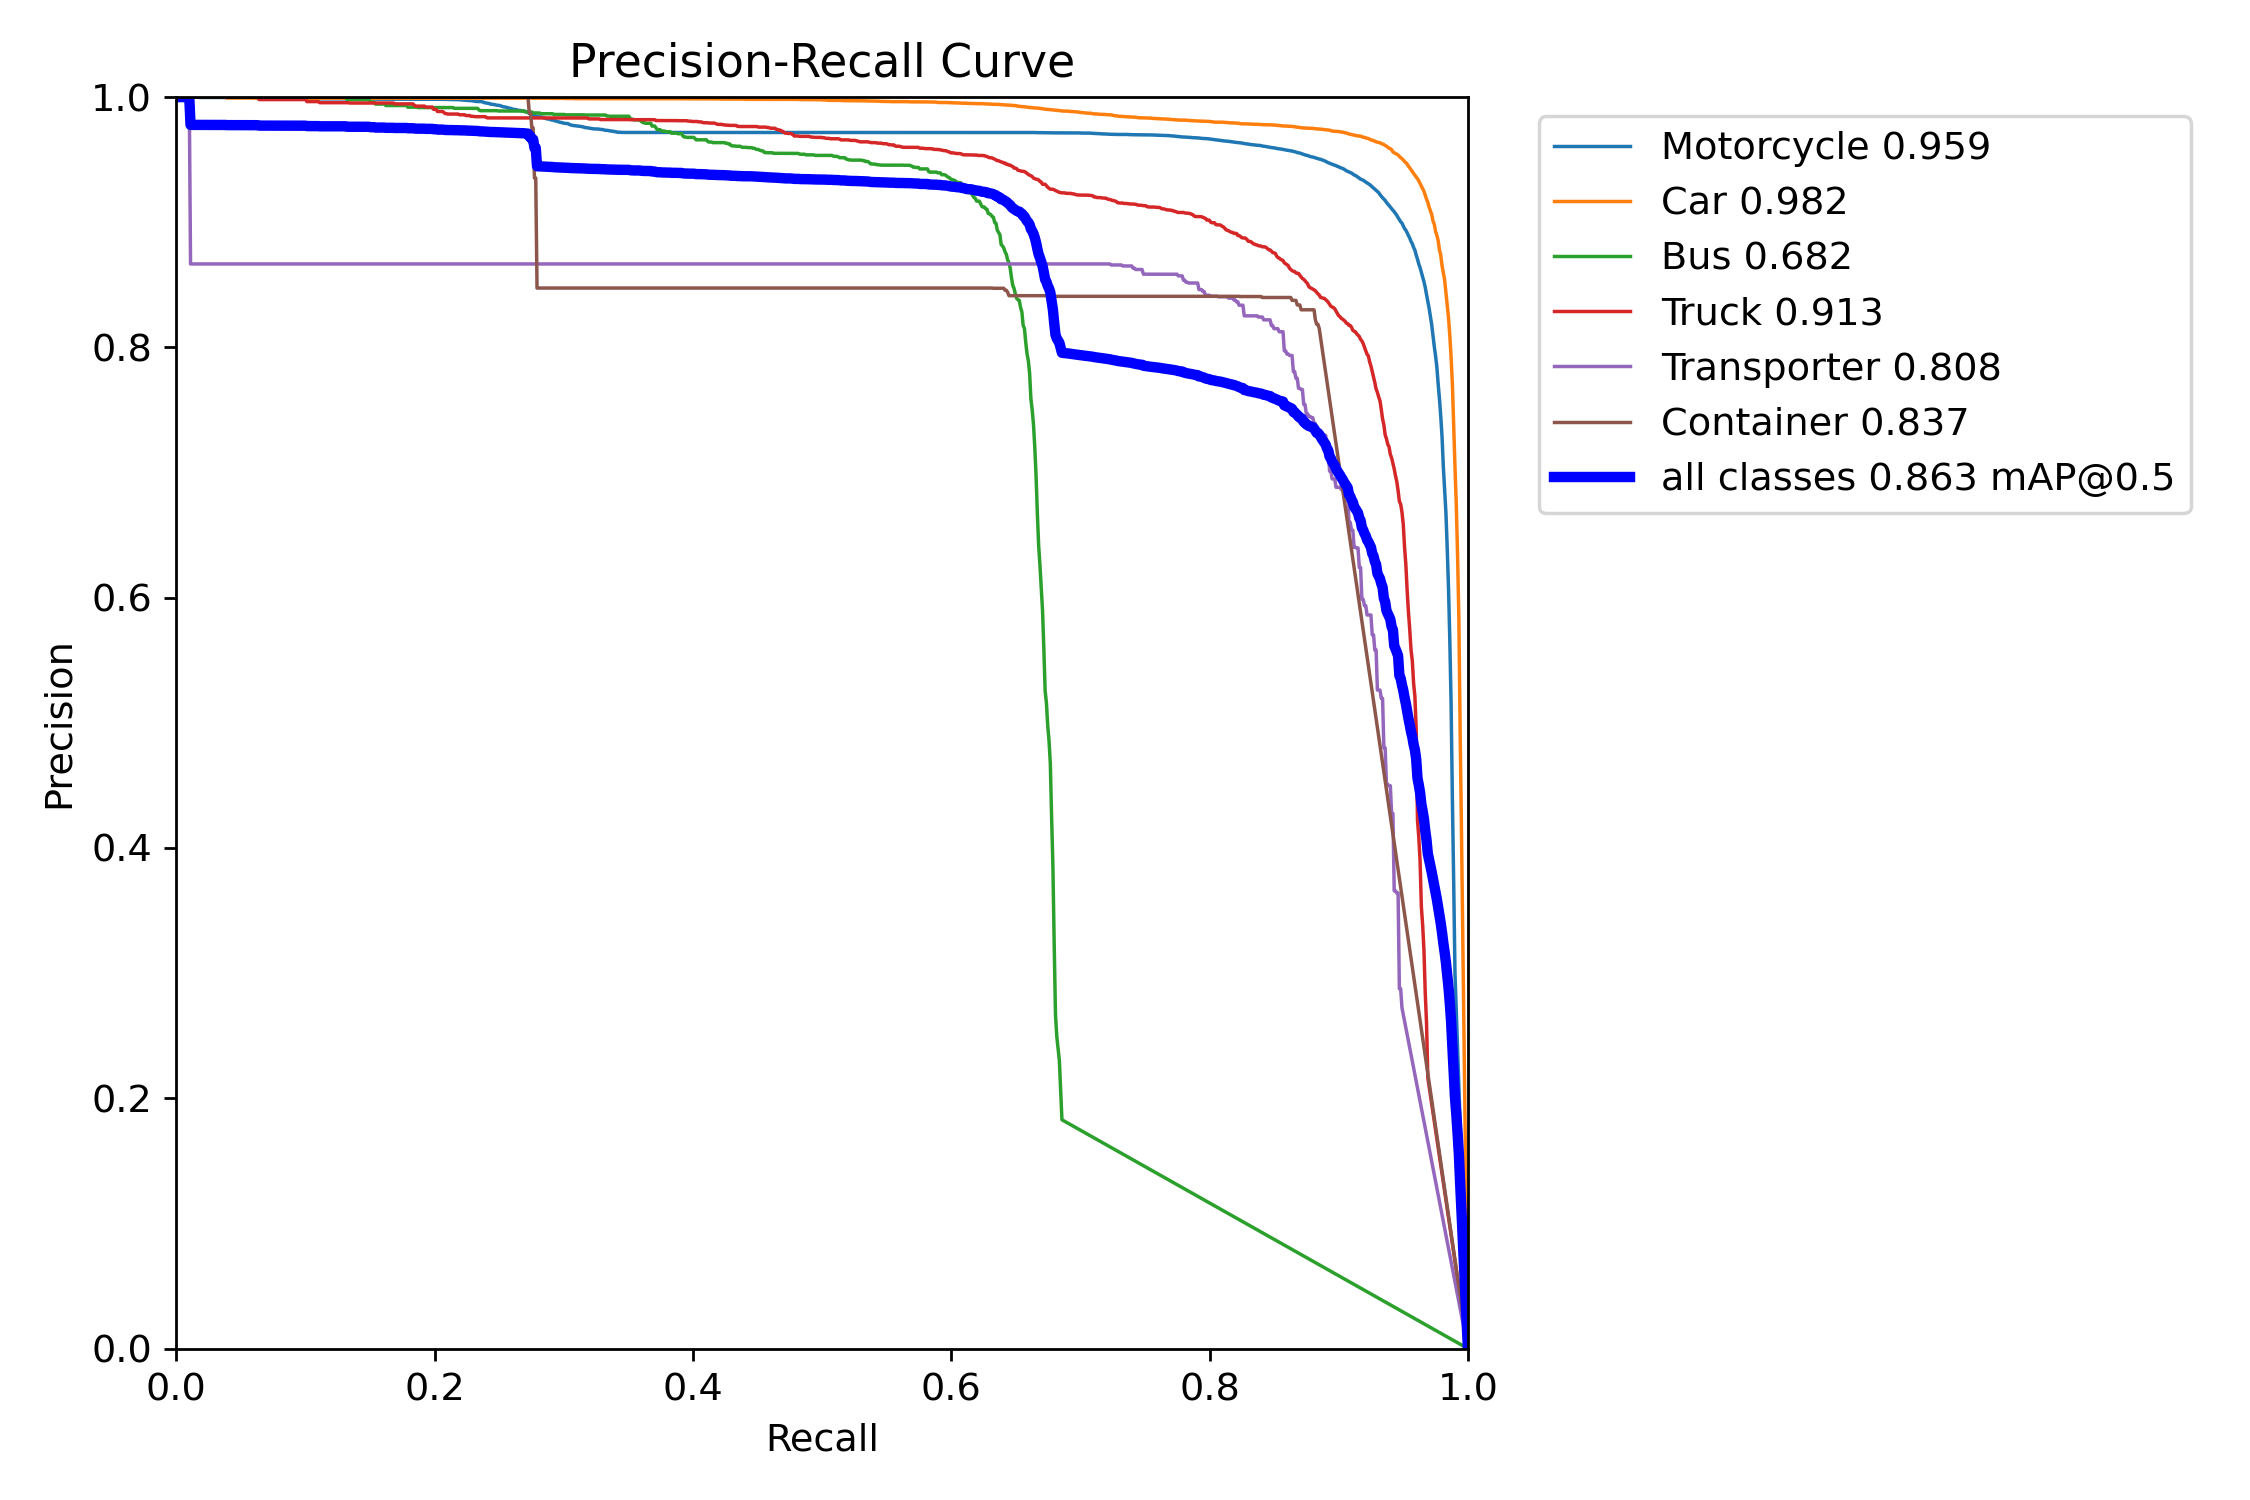 Precision-Recall Curve
1.0
0.8
0.6
0.4
0.2
0.0
Precision
0.0 0.2 0.4 0.6 0.8 1.0
Recall
Motorcycle 0.959
Car 0.982
Bus 0.682
Truck 0.913
Transporter 0.808
Container 0.837
all classes 0.863 mAP@0.5